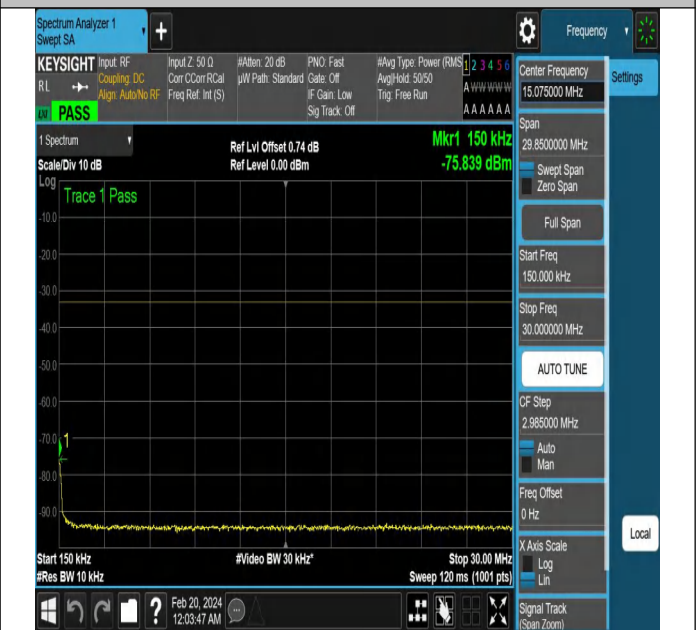 Spectrum Analyzer 1
Swept SA
+
Frequency
KEYSIGHT
RL
PASS
Input: RF
Coupling: DC
Align: Auto/No RF
Input Z: 50 Ω
Corr CCorr RCal
Freq Ref: Int (S)
#Atten: 20 dB
µW Path: Standard
PNO: Fast
Gate: Off
IF Gain: Low
Sig Track: Off
#Avg Type: Power (RMS
Avg|Hold: 50/50
Trig: Free Run
1 2 3 4 5 6
A W W W W W
A A A A A A
1 Spectrum
Scale/Div 10 dB
Ref Lvl Offset 0.74 dB
Ref Level 0.00 dBm
Mkr1 150 kHz
-75.839 dBm
Log
Trace 1 Pass
-10.0
-20.0
-30.0
-40.0
-50.0
-60.0
-70.0
1
-80.0
-90.0
Start 150 kHz
#Video BW 30 kHz*
Stop 30.00 MHz
#Res BW 10 kHz
Sweep 120 ms (1001 pts)
?
Feb 20, 2024
12:03:47 AM
Center Frequency
15.075000 MHz
Settings
Span
29.8500000 MHz
Swept Span
Zero Span
Full Span
Start Freq
150.000 kHz
Stop Freq
30.000000 MHz
AUTO TUNE
CF Step
2.985000 MHz
Auto
Man
Freq Offset
0 Hz
X Axis Scale
Log
Lin
Local
Signal Track
(Span Zoom)